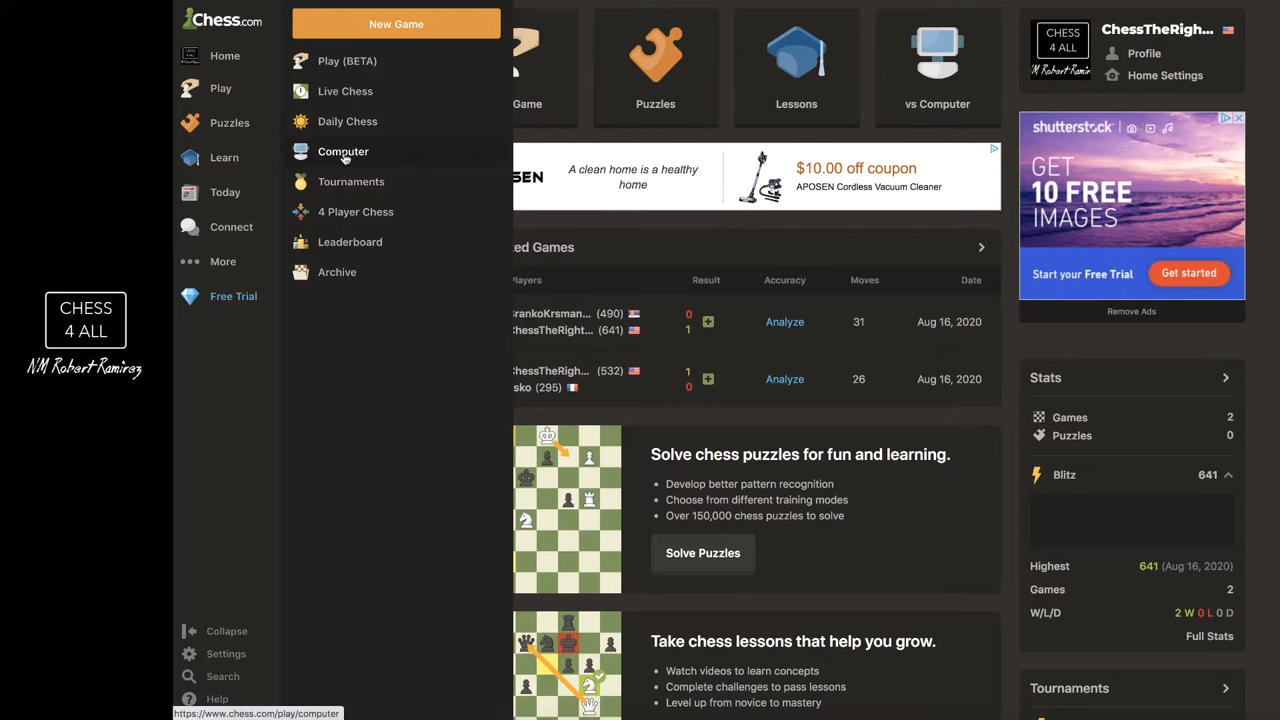 Chess.com
Home
Play
Puzzles
Learn
Today
Connect
More
Free Trial
Collapse
Settings
Search
Help
https://www.chess.com/play/computer
CHESS
4 ALL
NM Robert Ramirez
New Game
Play (BETA)
Live Chess
Daily Chess
Computer
Tournaments
4 Player Chess
Leaderboard
Archive
Game
Puzzles
Lessons
vs Computer
OSEN
A clean home is a healthy
home
$10.00 off coupon
APOSEN Cordless Vacuum Cleaner
ted Games
Players Result Accuracy Moves Date
BrankoKrsman... (490) 0
ChessTheRight... (641) 1
Analyze 31 Aug 16, 2020
ChessTheRigh... (532) 1
sko (295) 0
Analyze 26 Aug 16, 2020
Solve chess puzzles for fun and learning.
• Develop better pattern recognition
• Choose from different training modes
• Over 150,000 chess puzzles to solve
Solve Puzzles
Take chess lessons that help you grow.
• Watch videos to learn concepts
• Complete challenges to pass lessons
• Level up from novice to mastery
CHESS
4 ALL
NM Robert Ramirez
ChessTheRigh...
Profile
Home Settings
shutterstock
GET
10 FREE
IMAGES
Start your Free Trial
Get started
Remove Ads
Stats
Games 2
Puzzles 0
Blitz 641
Highest 641 (Aug 16, 2020)
Games 2
W/L/D 2 W 0 L 0 D
Full Stats
Tournaments